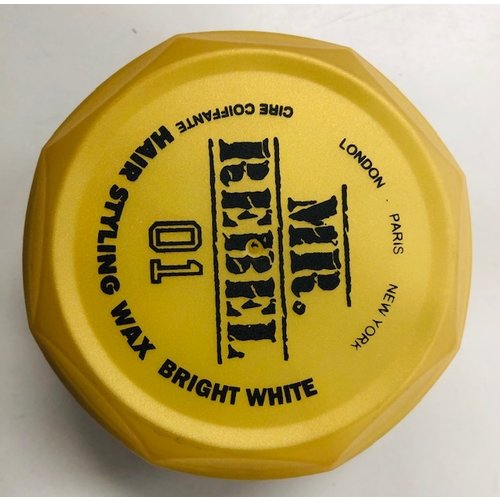 LONDON PARIS NEW YORK
MR.
REBEL
01
CIRE COIFFANTE HAIR STYLING WAX BRIGHT WHITE